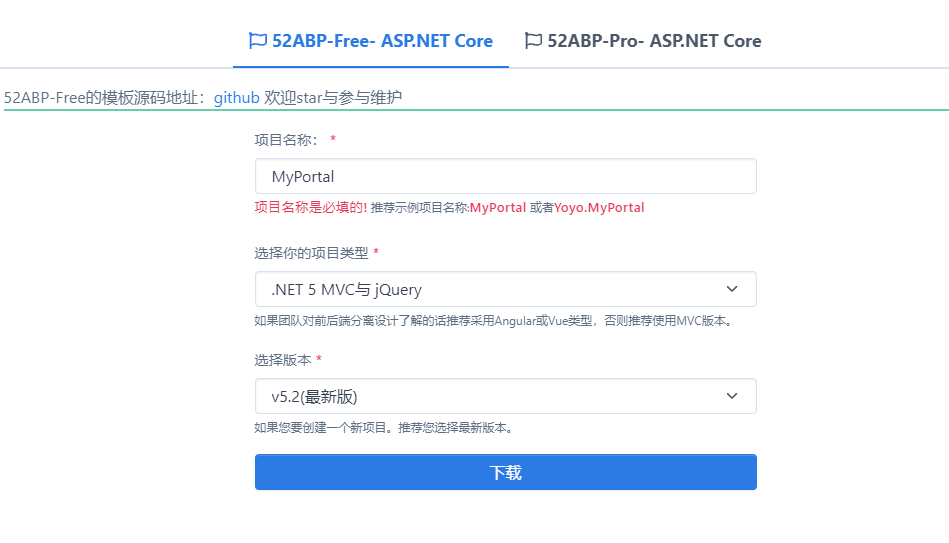 52ABP-Free- ASP.NET Core 52ABP-Pro- ASP.NET Core
52ABP-Free的模板源码地址：github 欢迎star与参与维护
项目名称： *
MyPortal
项目名称是必填的! 推荐示例项目名称:MyPortal 或者Yoyo.MyPortal
选择你的项目类型 *
.NET 5 MVC与 jQuery
如果团队对前后端分离设计了解的话推荐采用Angular或Vue类型，否则推荐使用MVC版本。
选择版本 *
v5.2(最新版)
如果您要创建一个新项目。推荐您选择最新版本。
下载